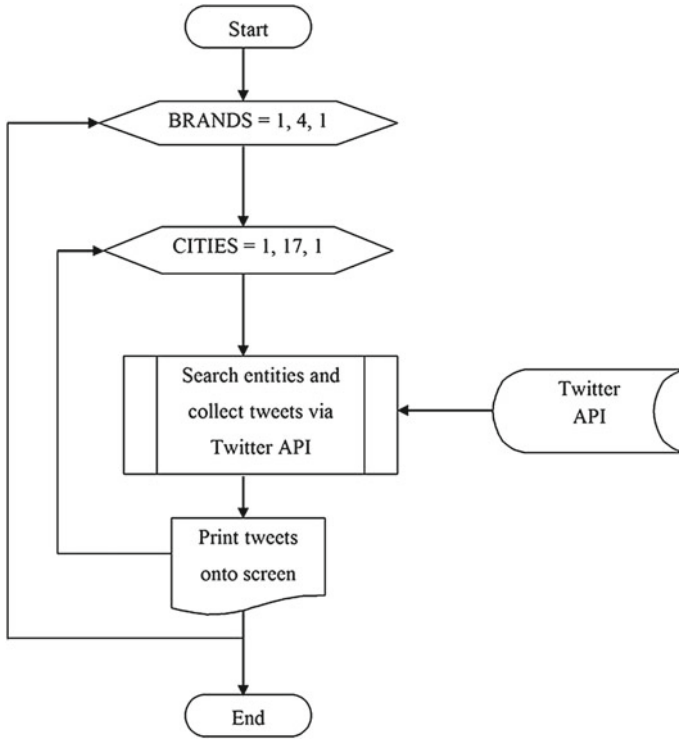 Start
BRANDS = 1, 4, 1
CITIES = 1, 17, 1
Search entities and
collect tweets via
Twitter API
Twitter
API
Print tweets
onto screen
End